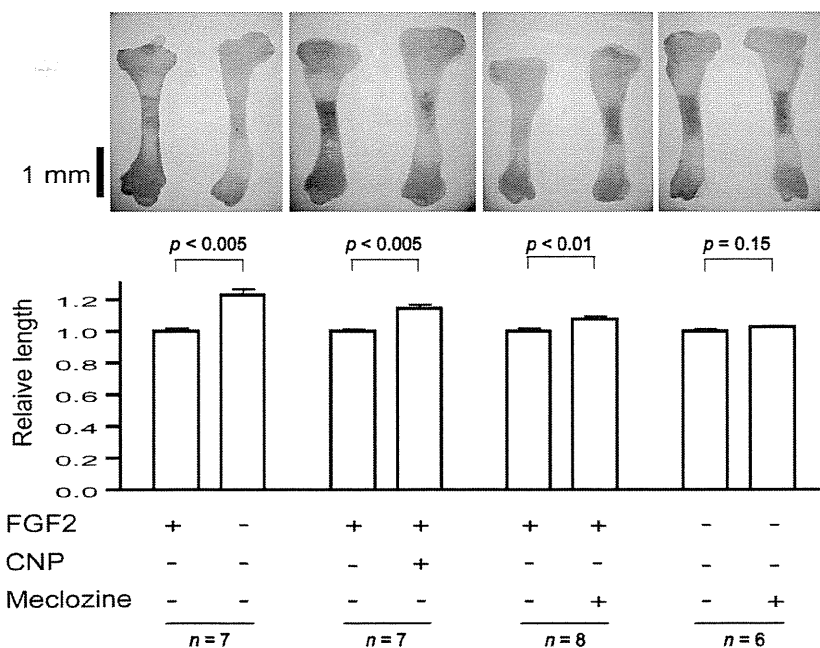 1 mm
p < 0.005 p < 0.005 p < 0.01 p = 0.15
Relaive length
1.2
1.0
0.8
0.6
0.4
0.2
0.0
FGF2 + - + + + + - -
CNP - - - + - - - -
Meclozine - - - - - + - +
n = 7 n = 7 n = 8 n = 6